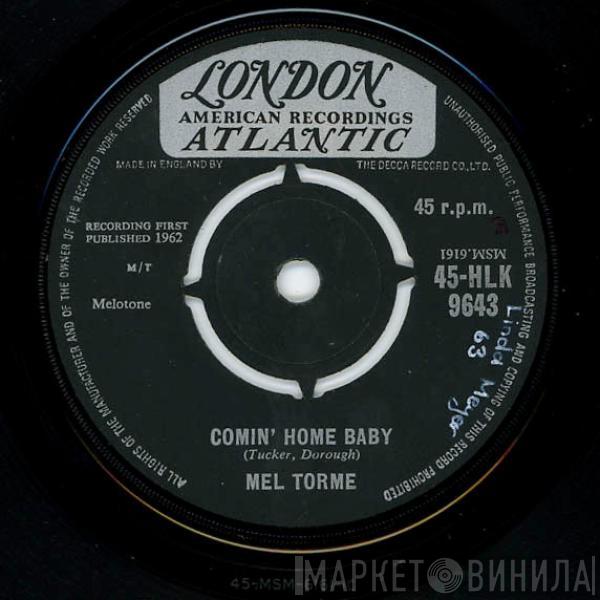 LONDON
AMERICAN RECORDINGS
ATLANTIC
MADE IN ENGLAND BY
THE DECCA RECORD CO., LTD.
ALL RIGHTS OF THE MANUFACTURER AND OF THE OWNER OF THE RECORDED WORK RESERVED
UNAUTHORISED PUBLIC PERFORMANCE BROADCASTING AND COPYING OF THIS RECORD PROHIBITED
45 r.p.m.
RECORDING FIRST
PUBLISHED 1962
MSM.6161
M/T
45-HLK
9643
Melotone
Linda
63
COMIN' HOME BABY
(Tucker, Dorough)
MEL TORME
МАРКЕТ ВИНИЛА